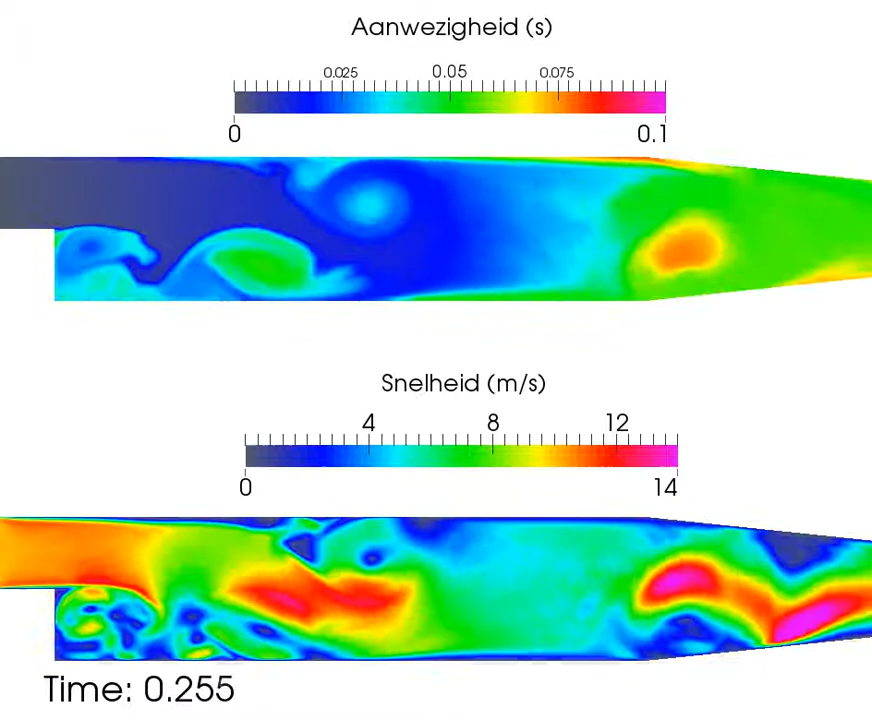 Aanwezigheid (s)
0.025 0.05 0.075
0 0.1
Snelheid (m/s)
4 8 12
0 14
Time: 0.255